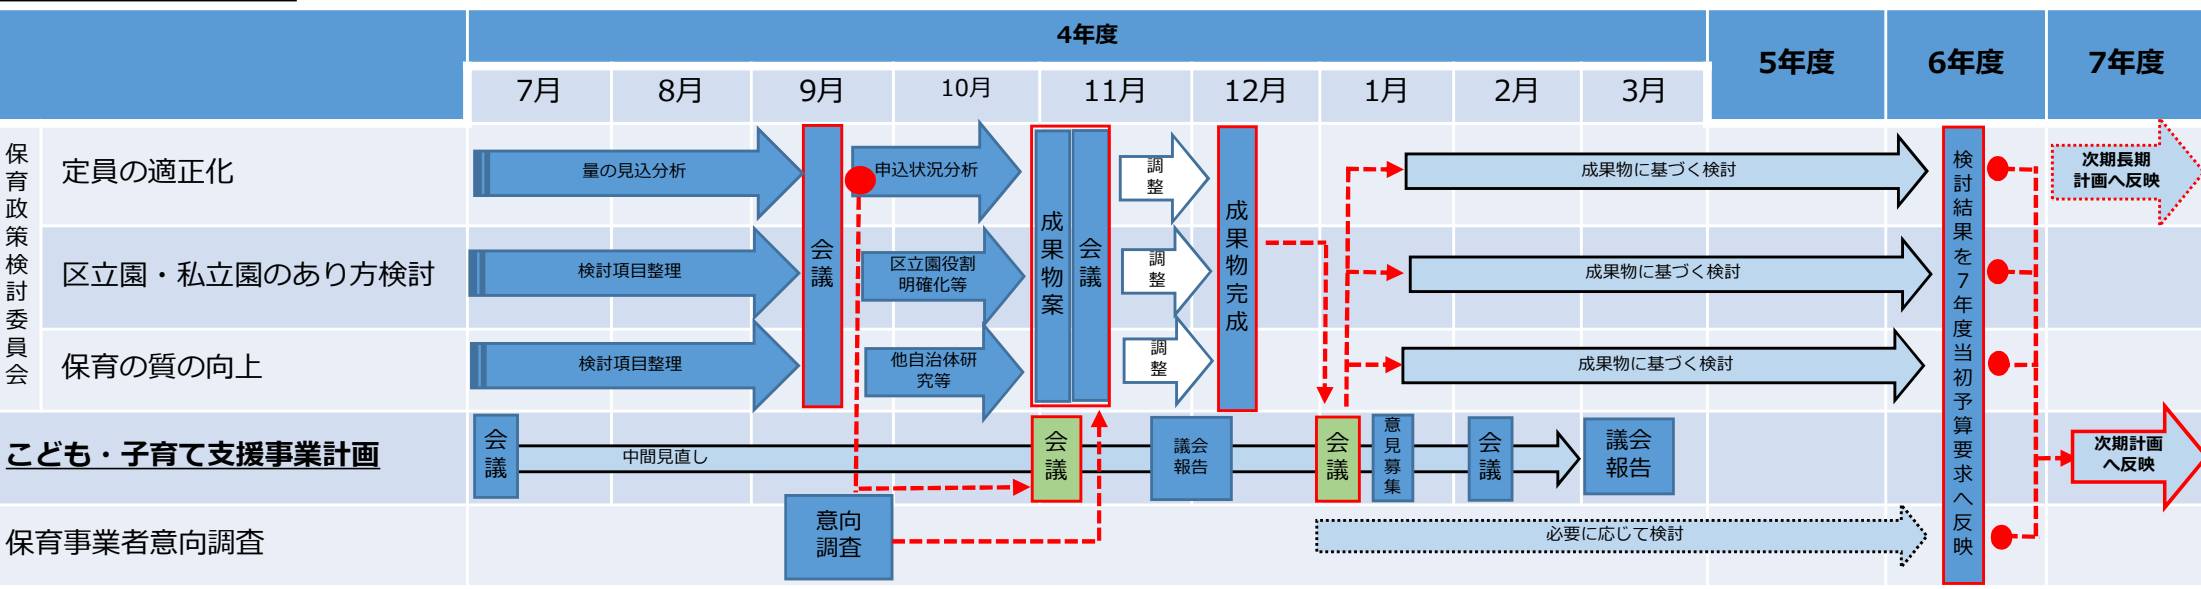 4年度
5年度
6年度
7年度
7月
8月
9月
10月
11月
12月
1月
2月
3月
保育政策検討委員会
定員の適正化
量の見込分析
会議
申込状況分析
成果物案
会議
調
整
成果物完成
成果物に基づく検討
検討結果を7年度当初予算要求へ反映
次期長期
計画へ反映
区立園・私立園のあり方検討
検討項目整理
区立園役割
明確化等
調
整
成果物に基づく検討
保育の質の向上
検討項目整理
他自治体研
究等
調
整
成果物に基づく検討
こども・子育て支援事業計画
会議
中間見直し
会議
議会
報告
会議
意見募集
会議
議会
報告
次期計画
へ反映
保育事業者意向調査
意向
調査
必要に応じて検討